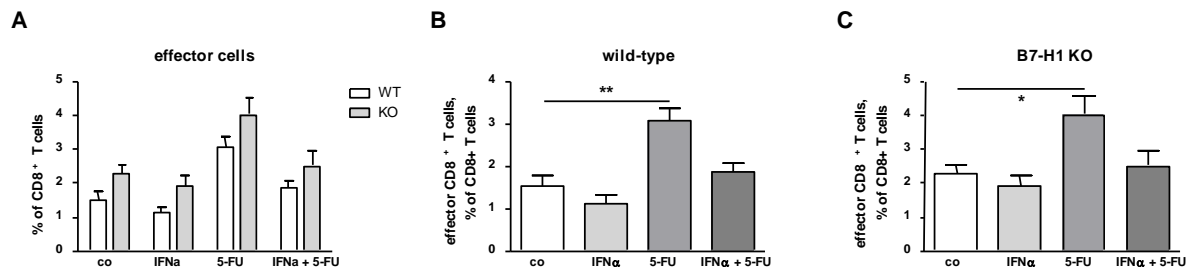 A
effector cells
% of CD8⁺ T cells
5
4
3
2
1
0
co IFNa 5-FU IFNa + 5-FU
WT
KO
B
wild-type
effector CD8 ⁺ T cells,
% of CD8+ T cells
4
3
2
1
0
**
co IFNα 5-FU IFNα + 5-FU
C
B7-H1 KO
effector CD8 ⁺ T cells,
% of CD8+ T cells
5
4
3
2
1
0
*
co IFNα 5-FU IFNα + 5-FU